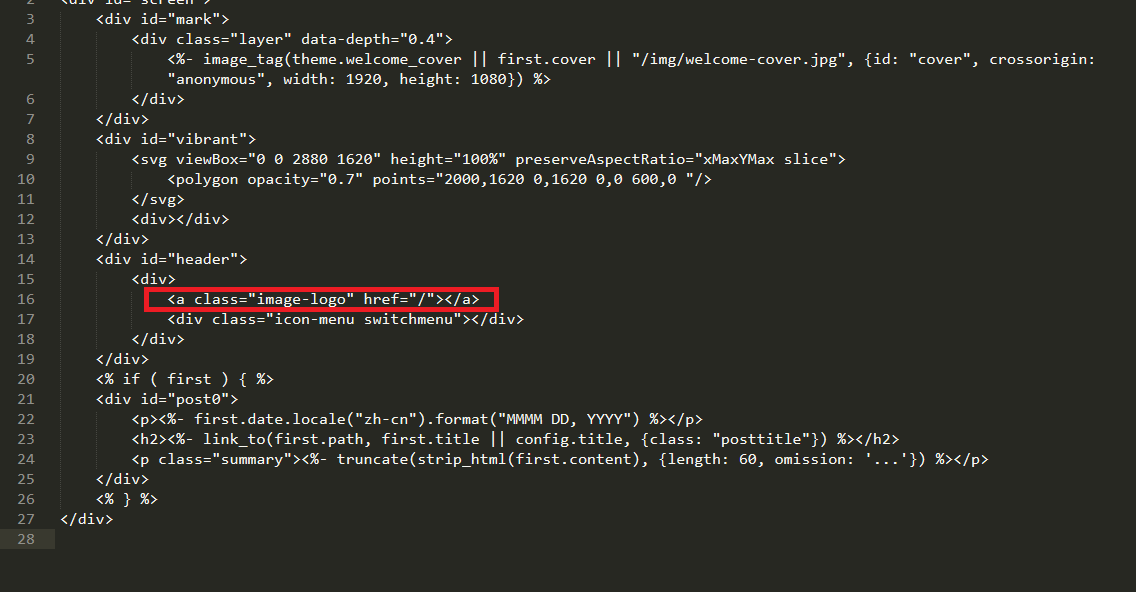 2 <div id="screen">
3 <div id="mark">
4 <div class="layer" data-depth="0.4">
5 <%- image_tag(theme.welcome_cover || first.cover || "/img/welcome-cover.jpg", {id: "cover", crossorigin:
"anonymous", width: 1920, height: 1080}) %>
6 </div>
7 </div>
8 <div id="vibrant">
9 <svg viewBox="0 0 2880 1620" height="100%" preserveAspectRatio="xMaxYMax slice">
10 <polygon opacity="0.7" points="2000,1620 0,1620 0,0 600,0 "/>
11 </svg>
12 <div></div>
13 </div>
14 <div id="header">
15 <div>
16 <a class="image-logo" href="/"></a>
17 <div class="icon-menu switchmenu"></div>
18 </div>
19 </div>
20 <% if ( first ) { %>
21 <div id="post0">
22 <p><%- first.date.locale("zh-cn").format("MMMM DD, YYYY") %></p>
23 <h2><%- link_to(first.path, first.title || config.title, {class: "posttitle"}) %></h2>
24 <p class="summary"><%- truncate(strip_html(first.content), {length: 60, omission: '...'}) %></p>
25 </div>
26 <% } %>
27 </div>
28